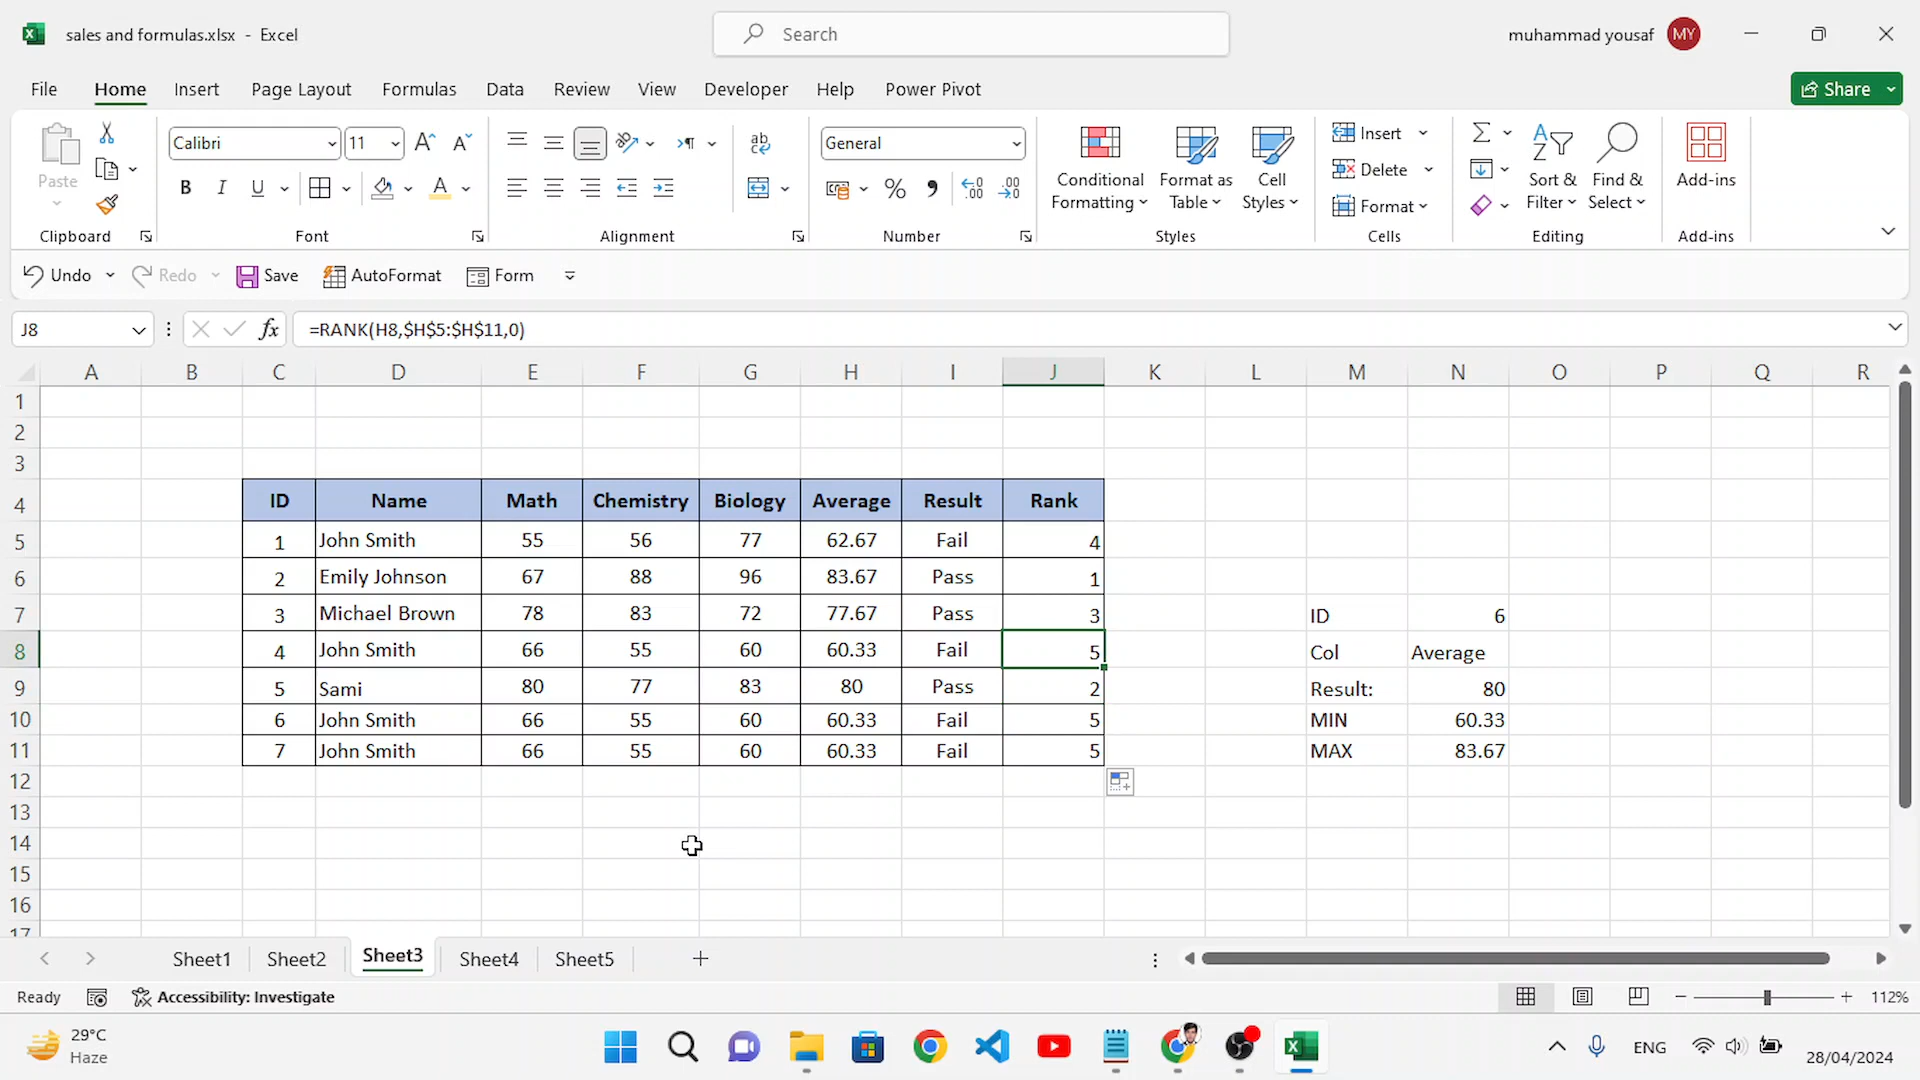 sales and formulas.xlsx - Excel
Search
muhammad yousaf MY
File Home Insert Page Layout Formulas Data Review View Developer Help Power Pivot Share
Paste
Clipboard
Calibri 11
B I U A
Font
ab
Alignment
General
% 9 .00
Number
Conditional Formatting
Format as Table
Cell Styles
Styles
Insert
Delete
Format
Cells
Sort & Filter
Find & Select
Editing
Add-ins
Add-ins
Undo Redo Save AutoFormat Form
J8 fx =RANK(H8,$H$5:$H$11,0)
A B C D E F G H I J K L M N O P Q R
1
2
3
4 ID Name Math Chemistry Biology Average Result Rank
5 1 John Smith 55 56 77 62.67 Fail 4
6 2 Emily Johnson 67 88 96 83.67 Pass 1
7 3 Michael Brown 78 83 72 77.67 Pass 3 ID 6
8 4 John Smith 66 55 60 60.33 Fail 5 Col Average
9 5 Sami 80 77 83 80 Pass 2 Result: 80
10 6 John Smith 66 55 60 60.33 Fail 5 MIN 60.33
11 7 John Smith 66 55 60 60.33 Fail 5 MAX 83.67
12
13
14
15
16
17
Sheet1 Sheet2 Sheet3 Sheet4 Sheet5
Ready Accessibility: Investigate 112%
29°C
Haze
ENG
28/04/2024